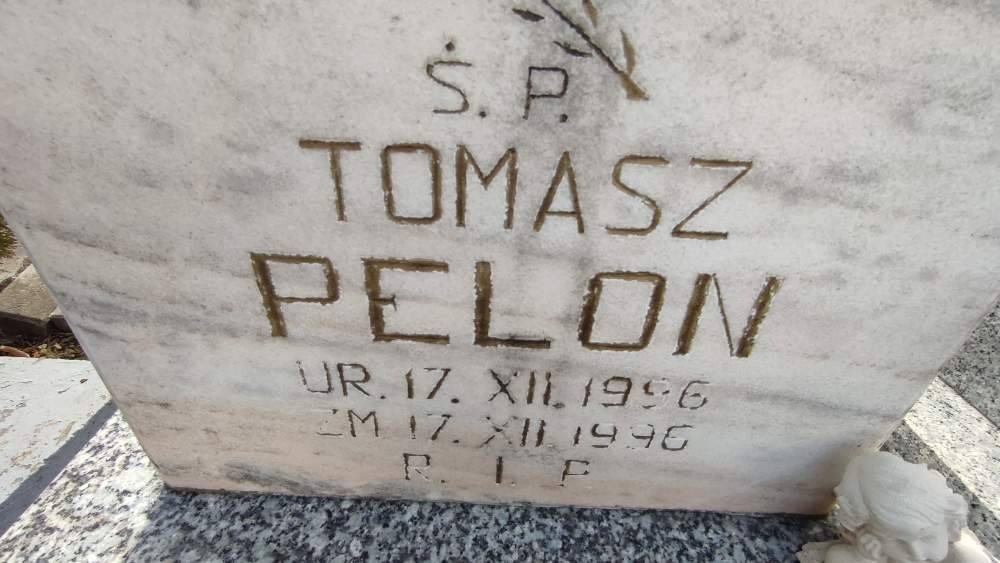 Ś. P.
TOMASZ
PELON
UR. 17. XII. 1996
ZM. 17. XII. 1996
R. I. P